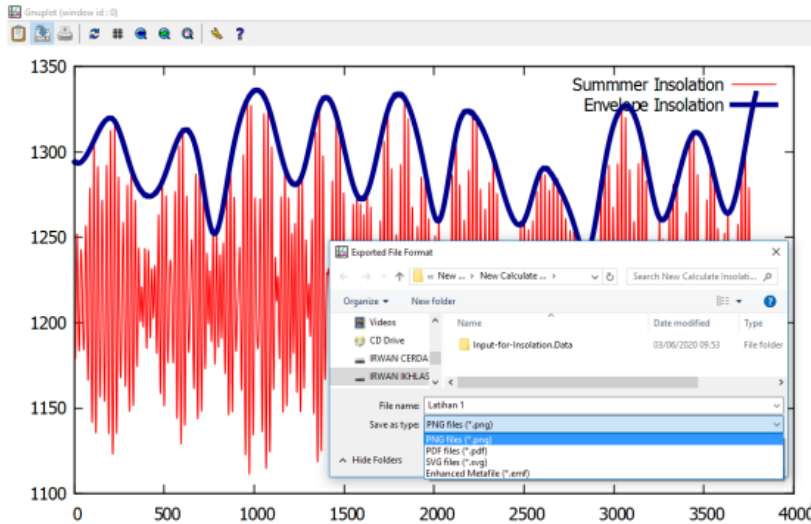 Gnuplot (window id : 0)
1350
1300
1250
1200
1150
1100
Summmer Insolation
Envelope Insolation
Exported File Format
« New ... › New Calculate ... ›
Search New Calculate Insolati...
Organize
New folder
Videos
CD Drive
IRWAN CERDA
IRWAN IKHLAS
Name
Date modified
Type
Input-for-Insolation.Data
03/06/2020 09.53
File folder
File name: Latihan 1
Save as type: PNG files (*.png)
PNG files (*.png)
PDF files (*.pdf)
SVG files (*.svg)
Enhanced Metafile (*.emf)
Hide Folders
0 500 1000 1500 2000 2500 3000 3500 4000